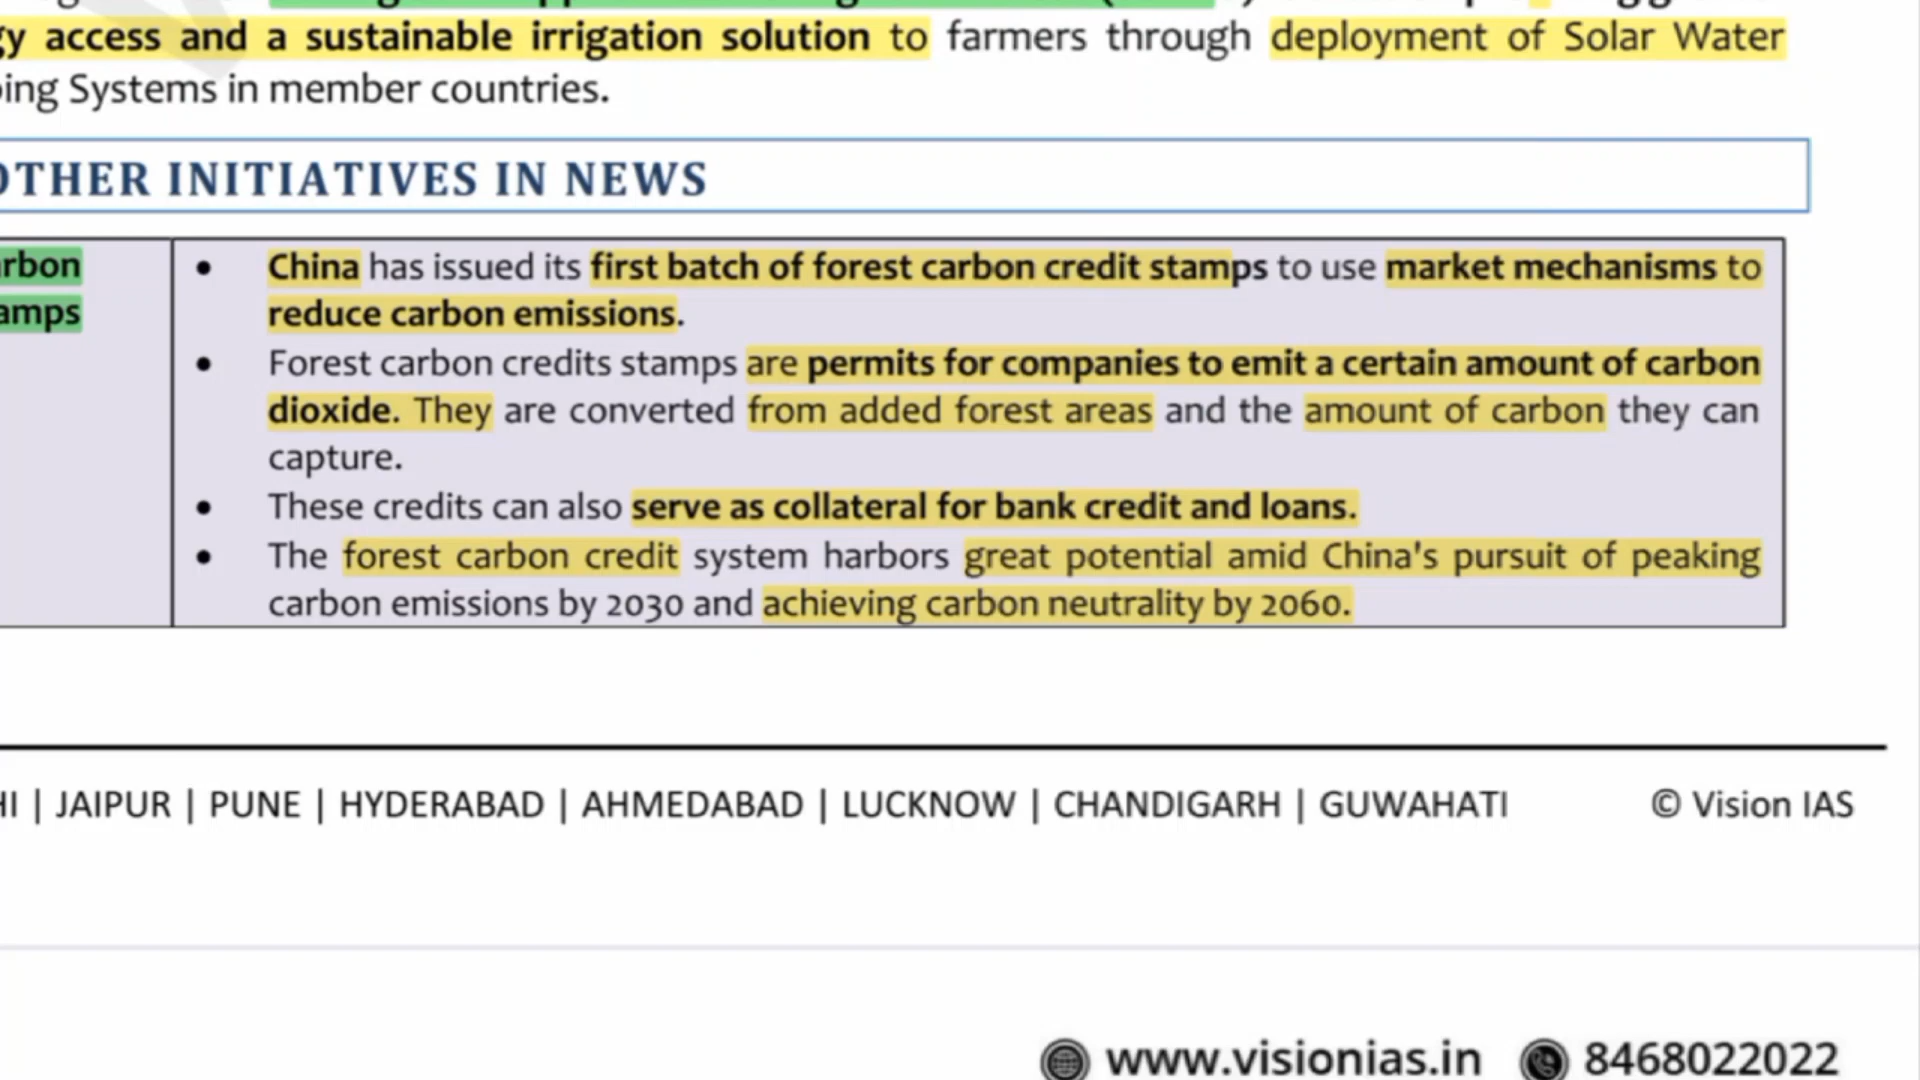 gy access and a sustainable irrigation solution to farmers through deployment of Solar Water
ping Systems in member countries.
OTHER INITIATIVES IN NEWS
arbon
amps
• China has issued its first batch of forest carbon credit stamps to use market mechanisms to
reduce carbon emissions.
• Forest carbon credits stamps are permits for companies to emit a certain amount of carbon
dioxide. They are converted from added forest areas and the amount of carbon they can
capture.
• These credits can also serve as collateral for bank credit and loans.
• The forest carbon credit system harbors great potential amid China's pursuit of peaking
carbon emissions by 2030 and achieving carbon neutrality by 2060.
HI | JAIPUR | PUNE | HYDERABAD | AHMEDABAD | LUCKNOW | CHANDIGARH | GUWAHATI © Vision IAS
www.visionias.in 8468022022